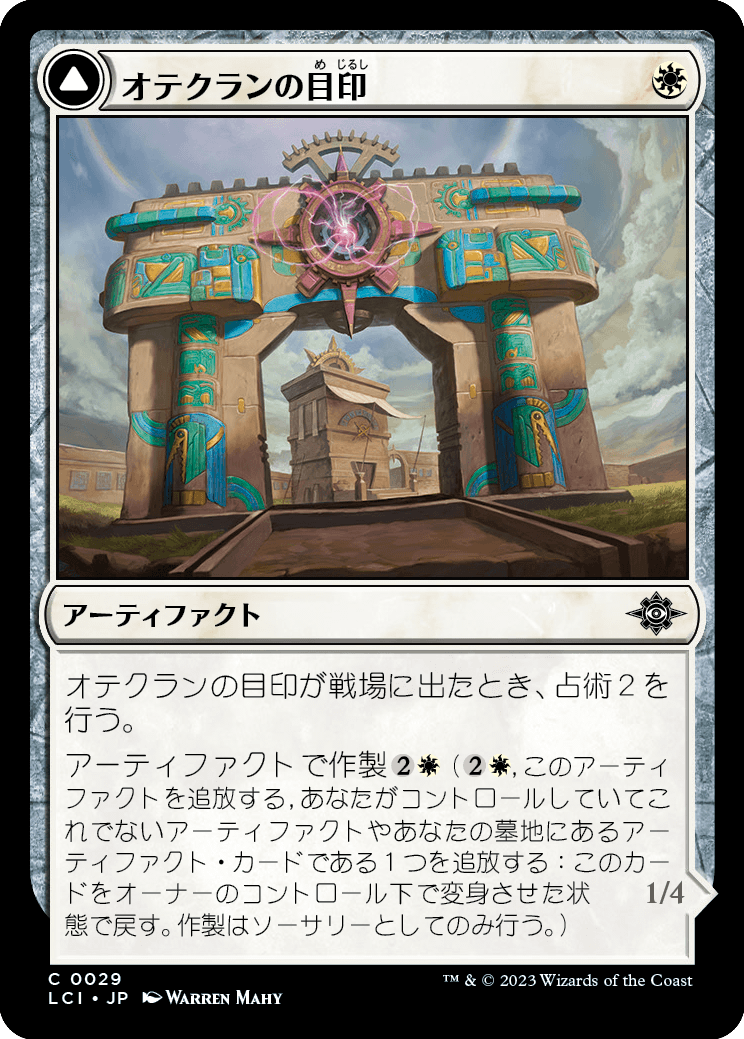 めじるし
オテクランの目印
アーティファクト
オテクランの目印が戦場に出たとき、占術２を
行う。
アーティファクトで作製2（2,このアーティ
ファクトを追放する,あなたがコントロールしていてこ
れでないアーティファクトやあなたの墓地にあるアー
ティファクト・カードである１つを追放する：このカー
ドをオーナーのコントロール下で変身させた状
態で戻す。作製はソーサリーとしてのみ行う。）
1/4
C 0029
LCI • JP Warren Mahy
™ & © 2023 Wizards of the Coast